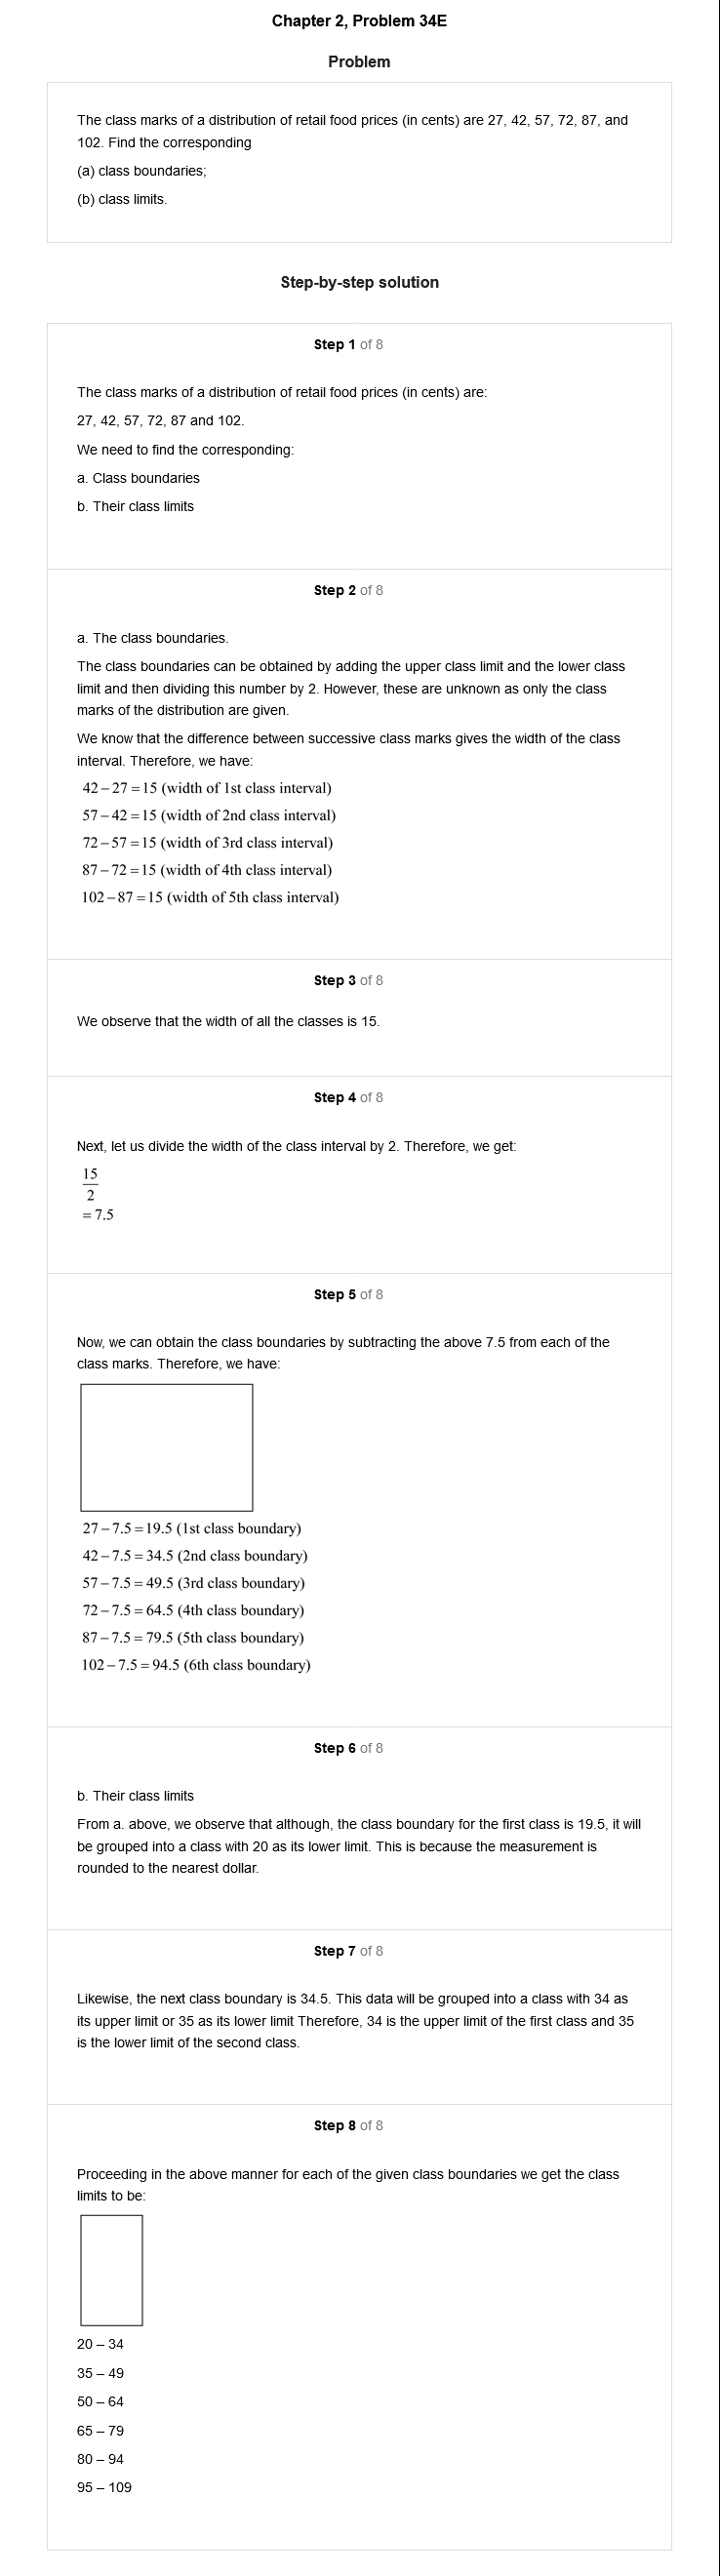 Chapter 2, Problem 34E
Problem
The class marks of a distribution of retail food prices (in cents) are 27, 42, 57, 72, 87, and
102. Find the corresponding
(a) class boundaries;
(b) class limits.
Step-by-step solution
Step 1 of 8
The class marks of a distribution of retail food prices (in cents) are:
27, 42, 57, 72, 87 and 102.
We need to find the corresponding:
a. Class boundaries
b. Their class limits
Step 2 of 8
a. The class boundaries.
The class boundaries can be obtained by adding the upper class limit and the lower class
limit and then dividing this number by 2. However, these are unknown as only the class
marks of the distribution are given.
We know that the difference between successive class marks gives the width of the class
interval. Therefore, we have:
42 – 27 = 15 (width of 1st class interval)
57 – 42 = 15 (width of 2nd class interval)
72 – 57 = 15 (width of 3rd class interval)
87 – 72 = 15 (width of 4th class interval)
102 – 87 = 15 (width of 5th class interval)
Step 3 of 8
We observe that the width of all the classes is 15.
Step 4 of 8
Next, let us divide the width of the class interval by 2. Therefore, we get:
15
2
= 7.5
Step 5 of 8
Now, we can obtain the class boundaries by subtracting the above 7.5 from each of the
class marks. Therefore, we have:
27 – 7.5 = 19.5 (1st class boundary)
42 – 7.5 = 34.5 (2nd class boundary)
57 – 7.5 = 49.5 (3rd class boundary)
72 – 7.5 = 64.5 (4th class boundary)
87 – 7.5 = 79.5 (5th class boundary)
102 – 7.5 = 94.5 (6th class boundary)
Step 6 of 8
b. Their class limits
From a. above, we observe that although, the class boundary for the first class is 19.5, it will
be grouped into a class with 20 as its lower limit. This is because the measurement is
rounded to the nearest dollar.
Step 7 of 8
Likewise, the next class boundary is 34.5. This data will be grouped into a class with 34 as
its upper limit or 35 as its lower limit Therefore, 34 is the upper limit of the first class and 35
is the lower limit of the second class.
Step 8 of 8
Proceeding in the above manner for each of the given class boundaries we get the class
limits to be:
20 – 34
35 – 49
50 – 64
65 – 79
80 – 94
95 – 109